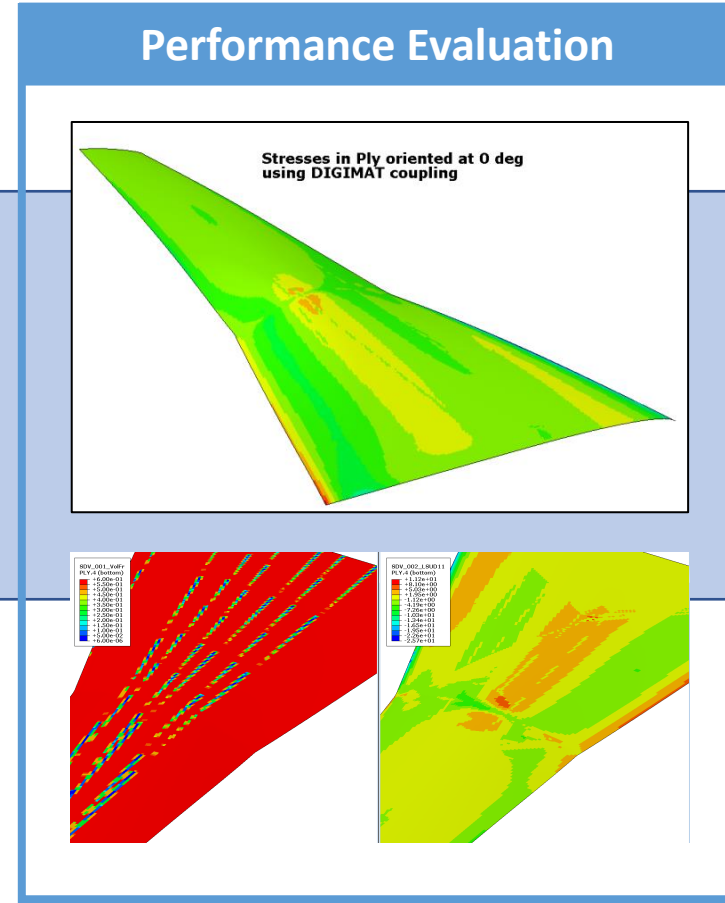 Performance Evaluation
Stresses in Ply oriented at 0 deg
using DIGIMAT coupling
SDV_001_VolFr
PLY.4 (bottom)
+6.00e-01
+5.50e-01
+5.00e-01
+4.50e-01
+4.00e-01
+3.50e-01
+3.00e-01
+2.50e-01
+2.00e-01
+1.50e-01
+1.00e-01
+5.00e-02
+6.00e-06
SDV_002_LSUD11
PLY.4 (bottom)
+1.12e+01
+8.10e+00
+5.03e+00
+1.95e+00
-1.12e+00
-4.19e+00
-7.26e+00
-1.03e+01
-1.34e+01
-1.65e+01
-1.95e+01
-2.26e+01
-2.57e+01